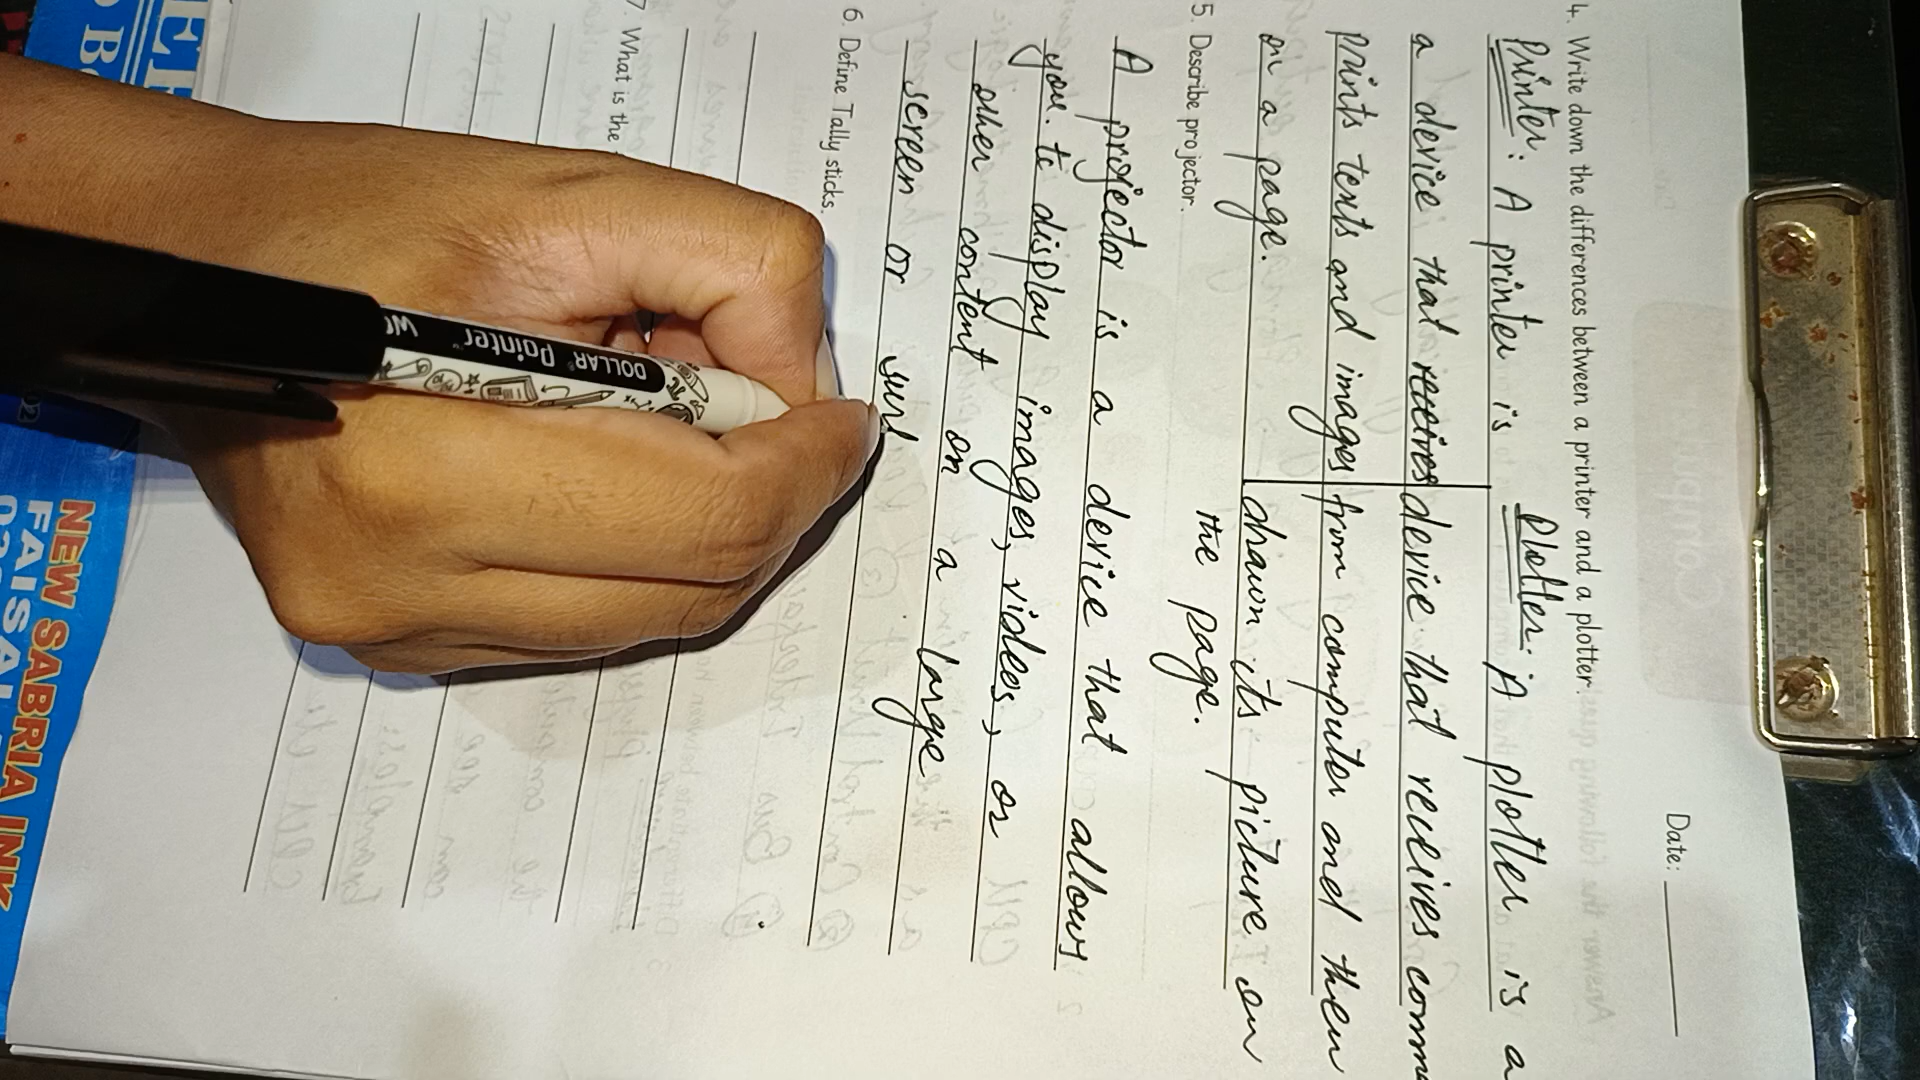 Date:
4. Write down the differences between a printer and a plotter.
Printer: A printer is
a device that receives
prints texts and images
on a page.
Plotter: A plotter is a
device that receives comm
from computer and then
drawn its picture on
the page.
5. Describe projector.
A projector is a device that allows
you to display images, videos, or
other content on a large
screen or surf
6. Define Tally sticks.
7. What is the
DOLLAR Pointer
NEW SABRIA INK
FAISAL